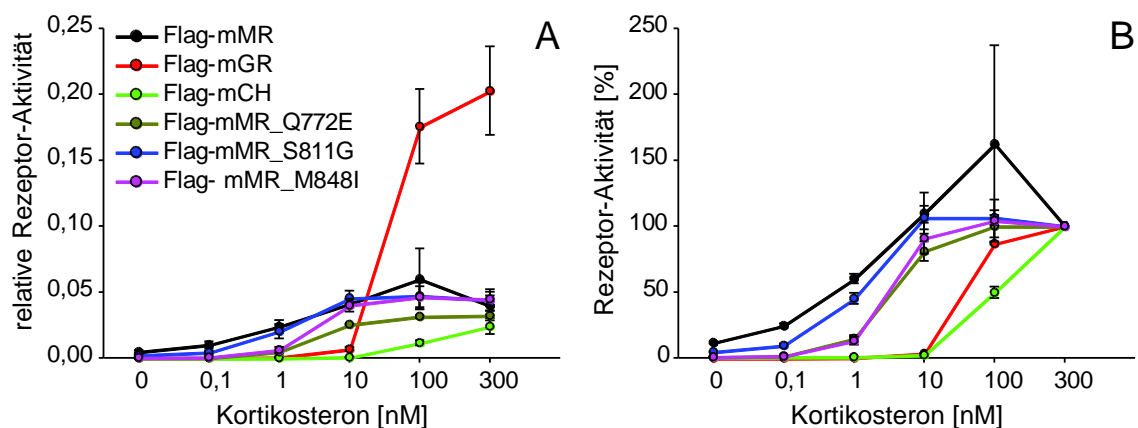 A
relative Rezeptor-Aktivität
0,25
0,20
0,15
0,10
0,05
0,00
Flag-mMR
Flag-mGR
Flag-mCH
Flag-mMR_Q772E
Flag-mMR_S811G
Flag- mMR_M848I
0 0,1 1 10 100 300
Kortikosteron [nM]
B
Rezeptor-Aktivität [%]
250
200
150
100
50
0
0 0,1 1 10 100 300
Kortikosteron [nM]